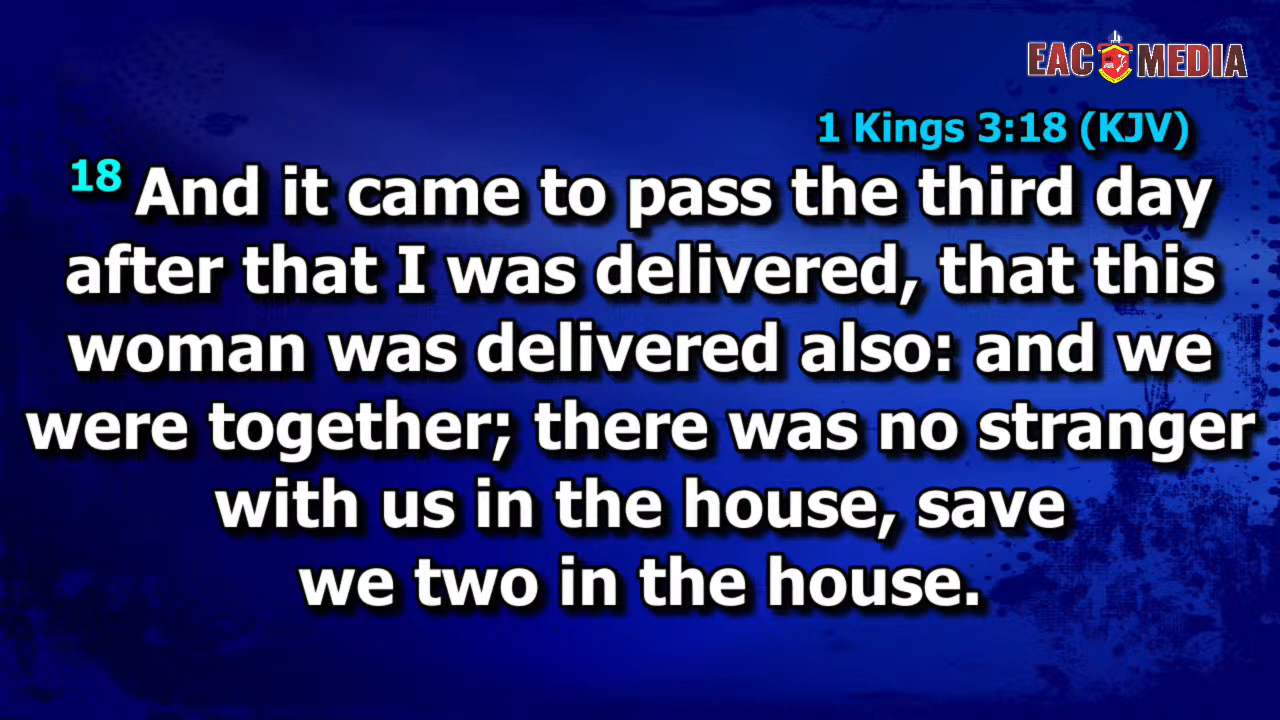 EAC MEDIA
1 Kings 3:18 (KJV)
18 And it came to pass the third day
after that I was delivered, that this
woman was delivered also: and we
were together; there was no stranger
with us in the house, save
we two in the house.